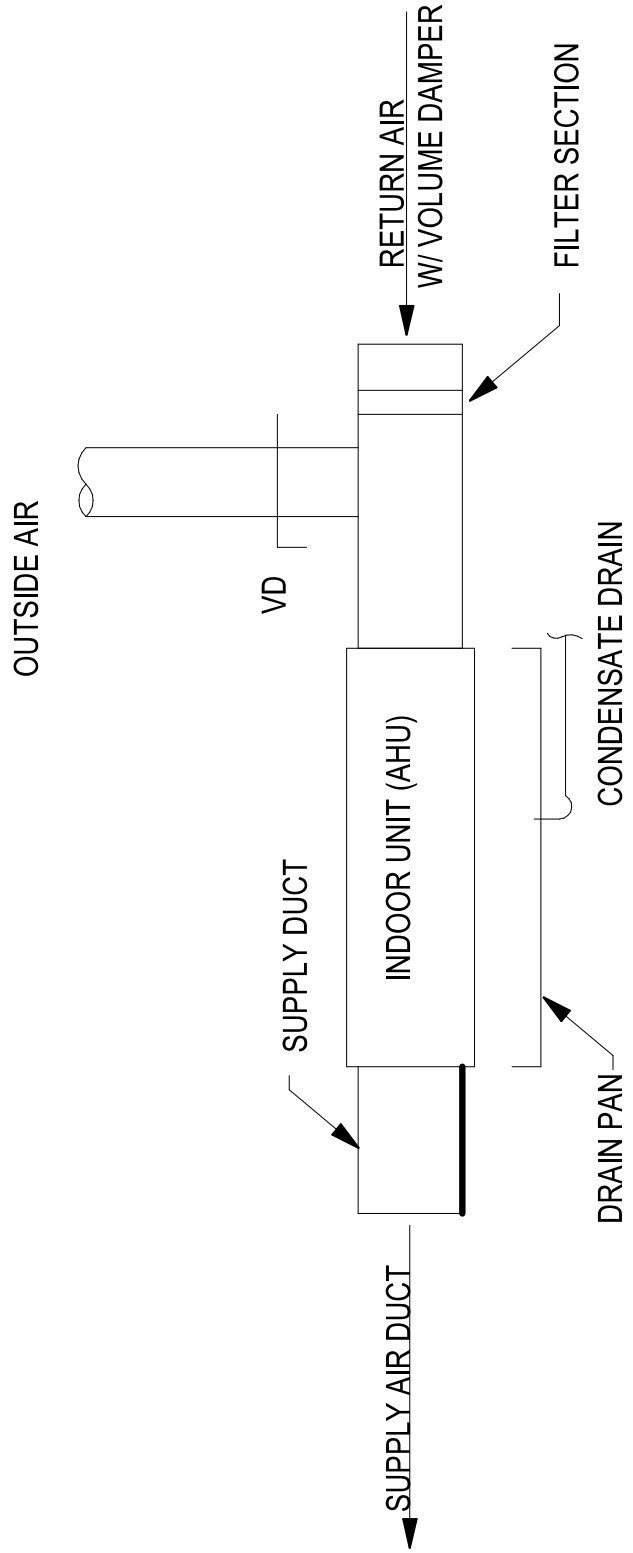 OUTSIDE AIR
VD
RETURN AIR
W/ VOLUME DAMPER
FILTER SECTION
SUPPLY DUCT
INDOOR UNIT (AHU)
CONDENSATE DRAIN
DRAIN PAN
SUPPLY AIR DUCT